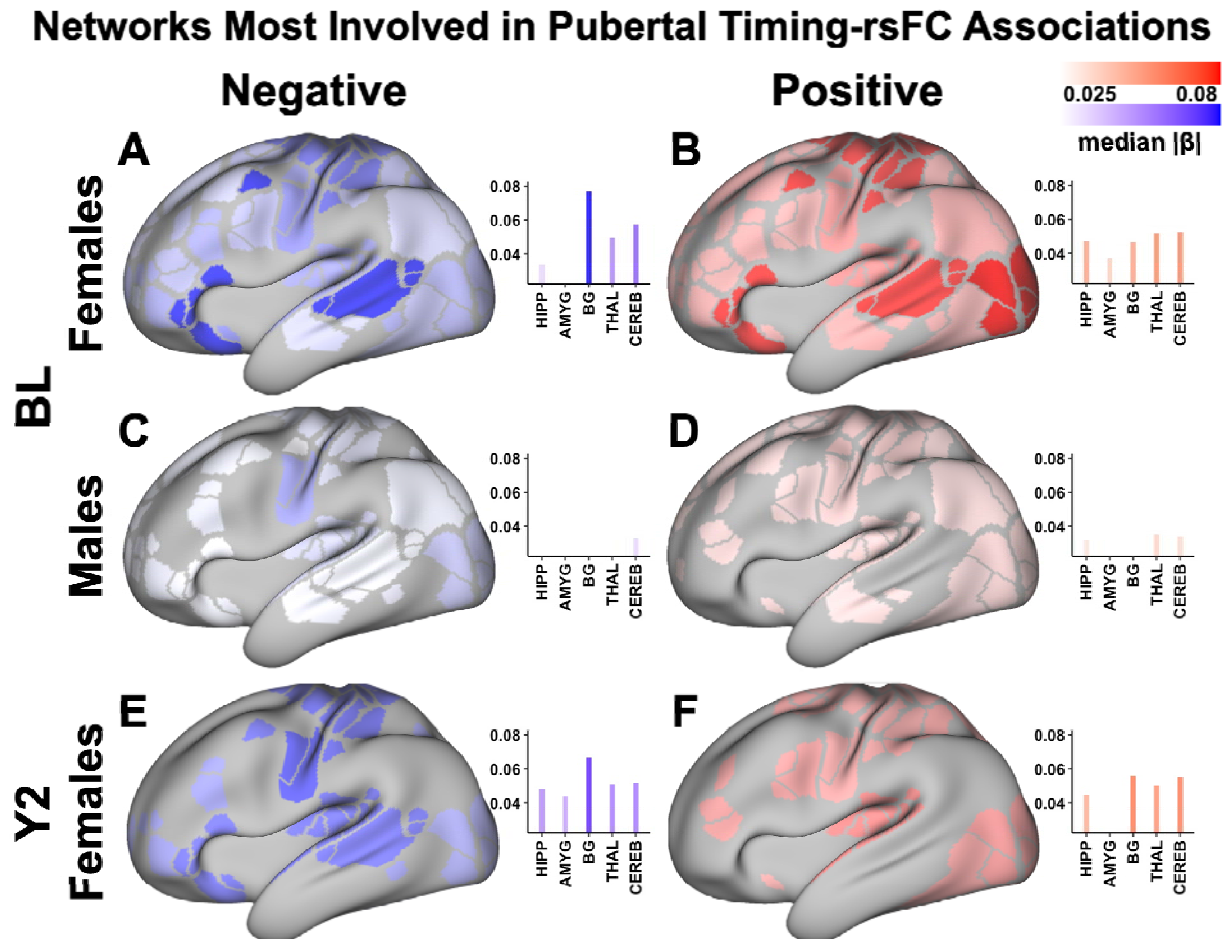 Networks Most Involved in Pubertal Timing-rsFC Associations
Negative
Positive
0.025 0.08
median |β|
BL
Females
A
0.08
0.06
0.04
HIPP
AMYG
BG
THAL
CEREB
B
0.08
0.06
0.04
HIPP
AMYG
BG
THAL
CEREB
Males
C
0.08
0.06
0.04
HIPP
AMYG
BG
THAL
CEREB
D
0.08
0.06
0.04
HIPP
AMYG
BG
THAL
CEREB
Y2
Females
E
0.08
0.06
0.04
HIPP
AMYG
BG
THAL
CEREB
F
0.08
0.06
0.04
HIPP
AMYG
BG
THAL
CEREB